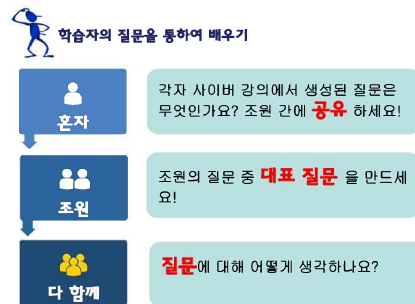 학습자의 질문을 통하여 배우기
혼자
각자 사이버 강의에서 생성된 질문은
무엇인가요? 조원 간에 공유 하세요!
조원
조원의 질문 중 대표 질문 을 만드세
요!
다 함께
질문에 대해 어떻게 생각하나요?